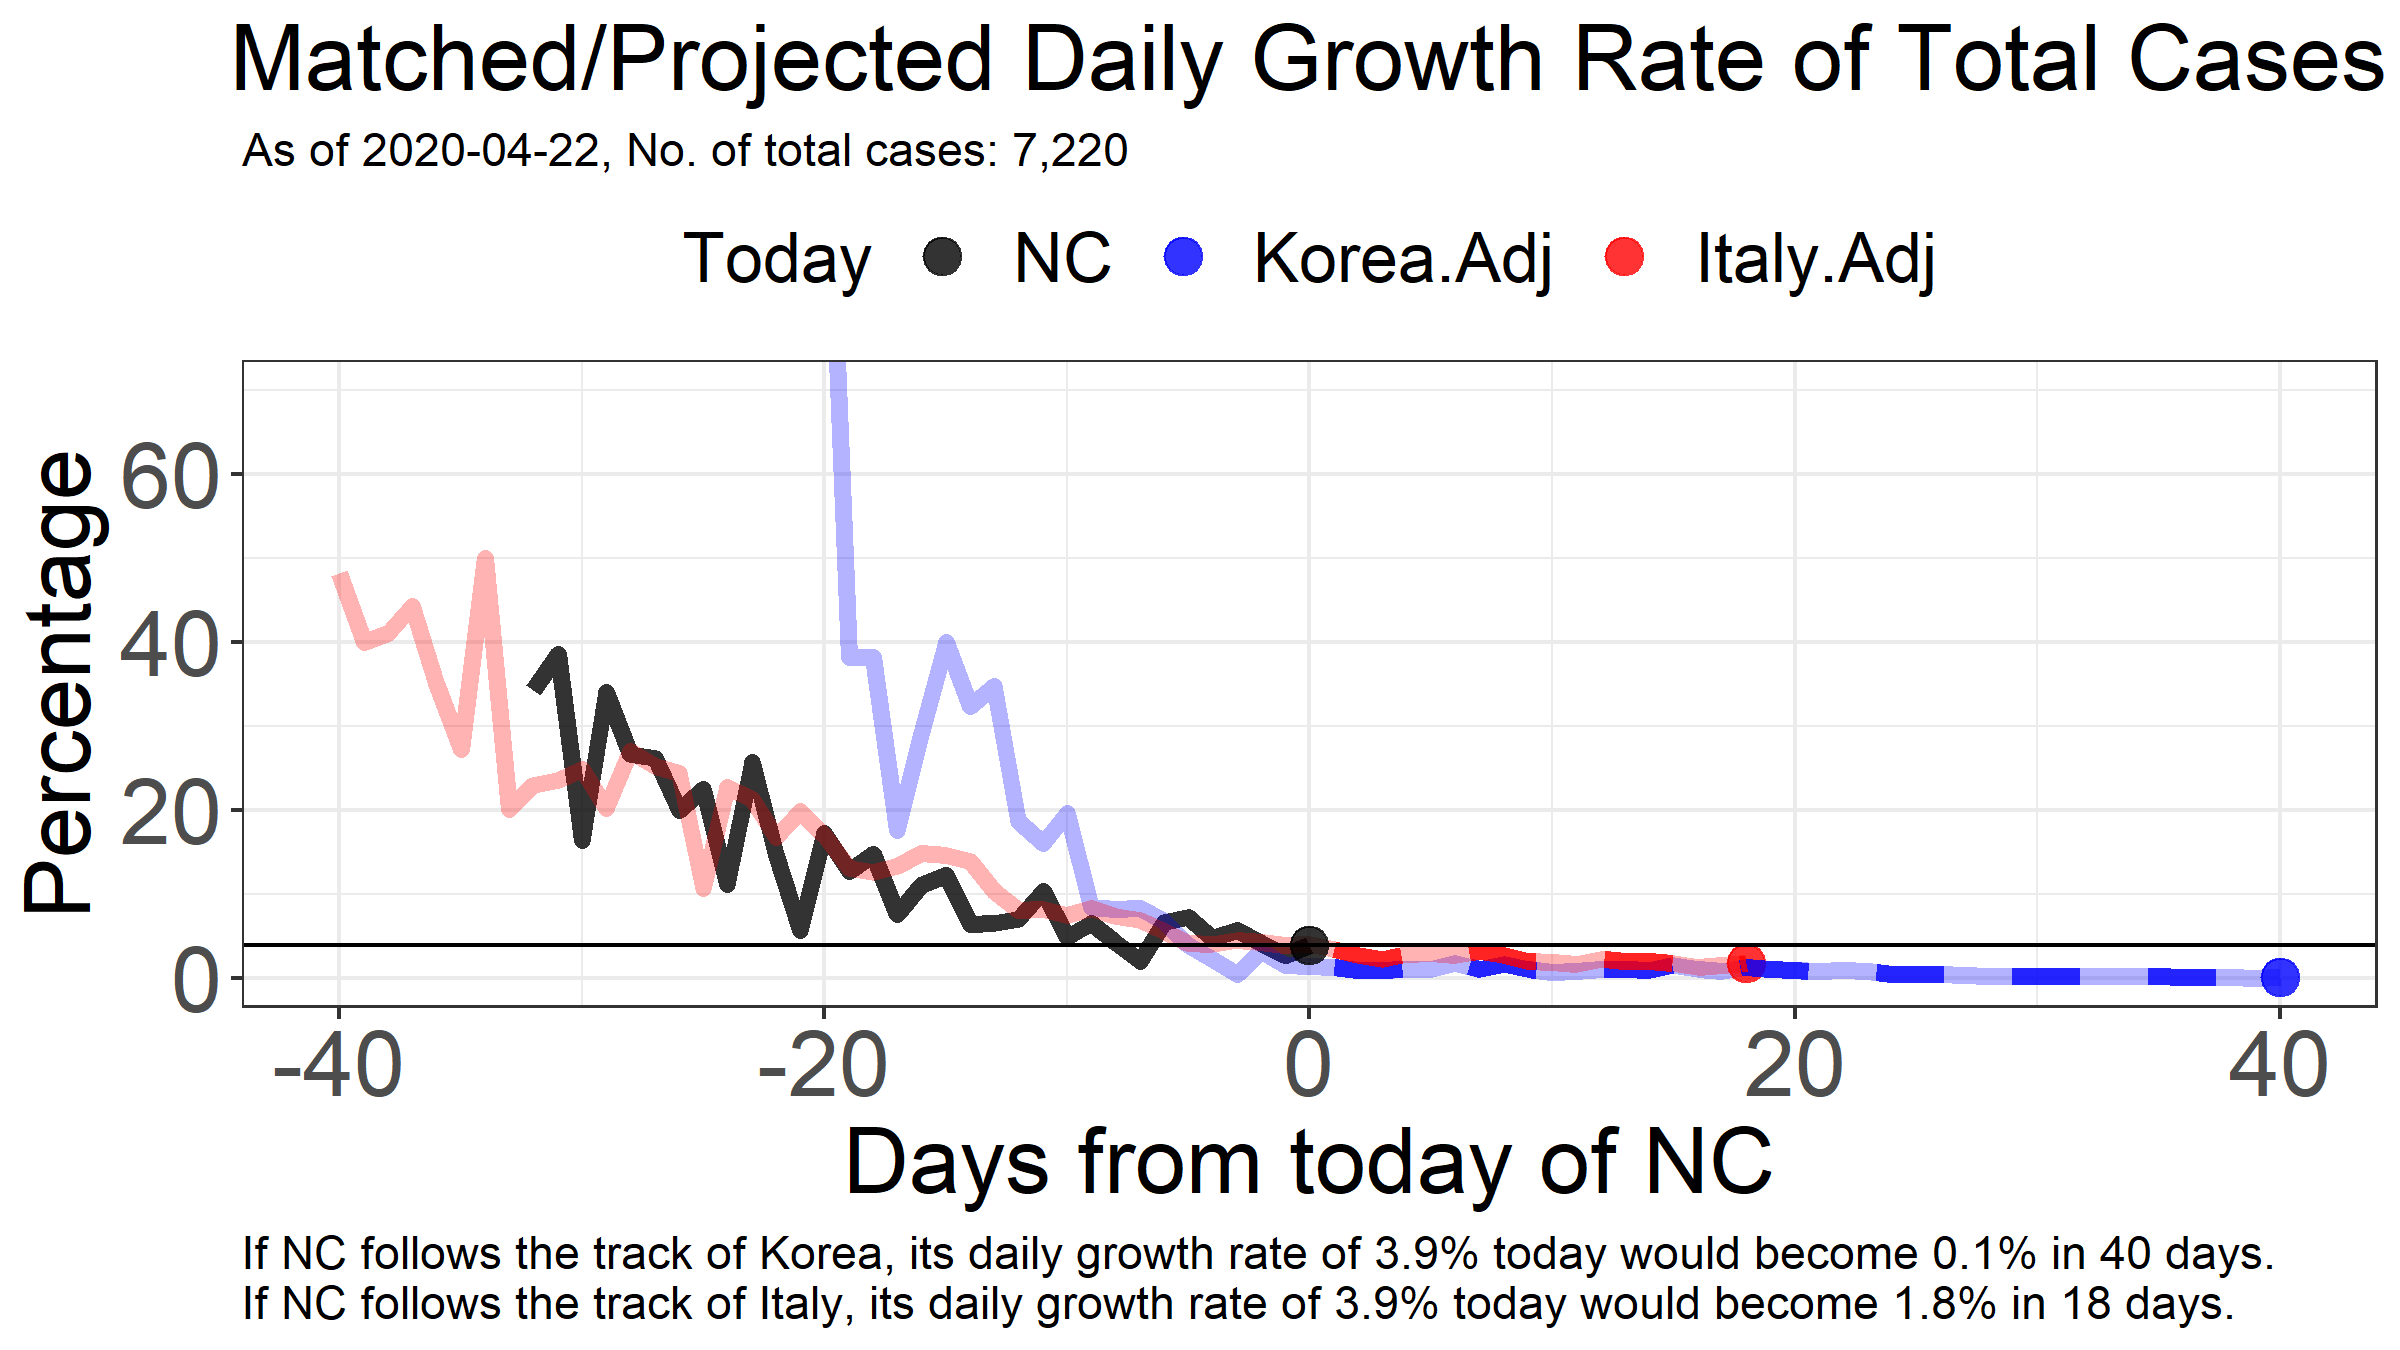 Matched/Projected Daily Growth Rate of Total Cases
As of 2020-04-22, No. of total cases: 7,220
Today NC Korea.Adj Italy.Adj
Percentage
60
40
20
0
-40 -20 0 20 40
Days from today of NC
If NC follows the track of Korea, its daily growth rate of 3.9% today would become 0.1% in 40 days.
If NC follows the track of Italy, its daily growth rate of 3.9% today would become 1.8% in 18 days.